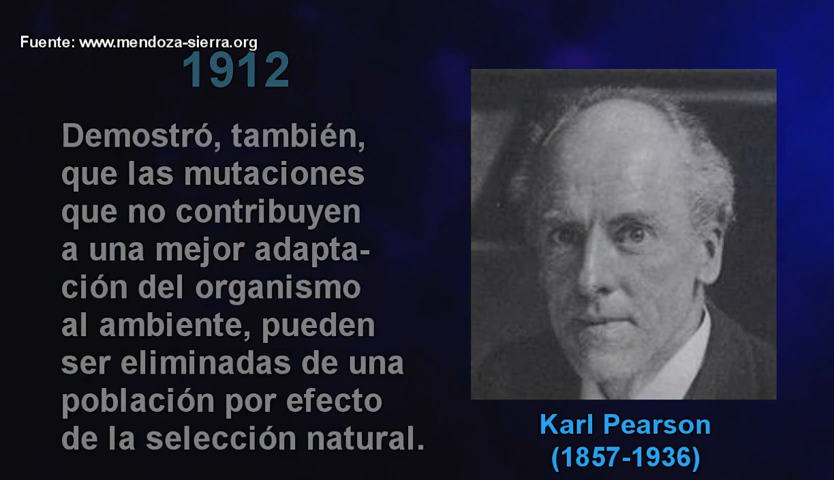 Fuente: www.mendoza-sierra.org
1912
Demostró, también,
que las mutaciones
que no contribuyen
a una mejor adapta-
ción del organismo
al ambiente, pueden
ser eliminadas de una
población por efecto
de la selección natural.
Karl Pearson
(1857-1936)